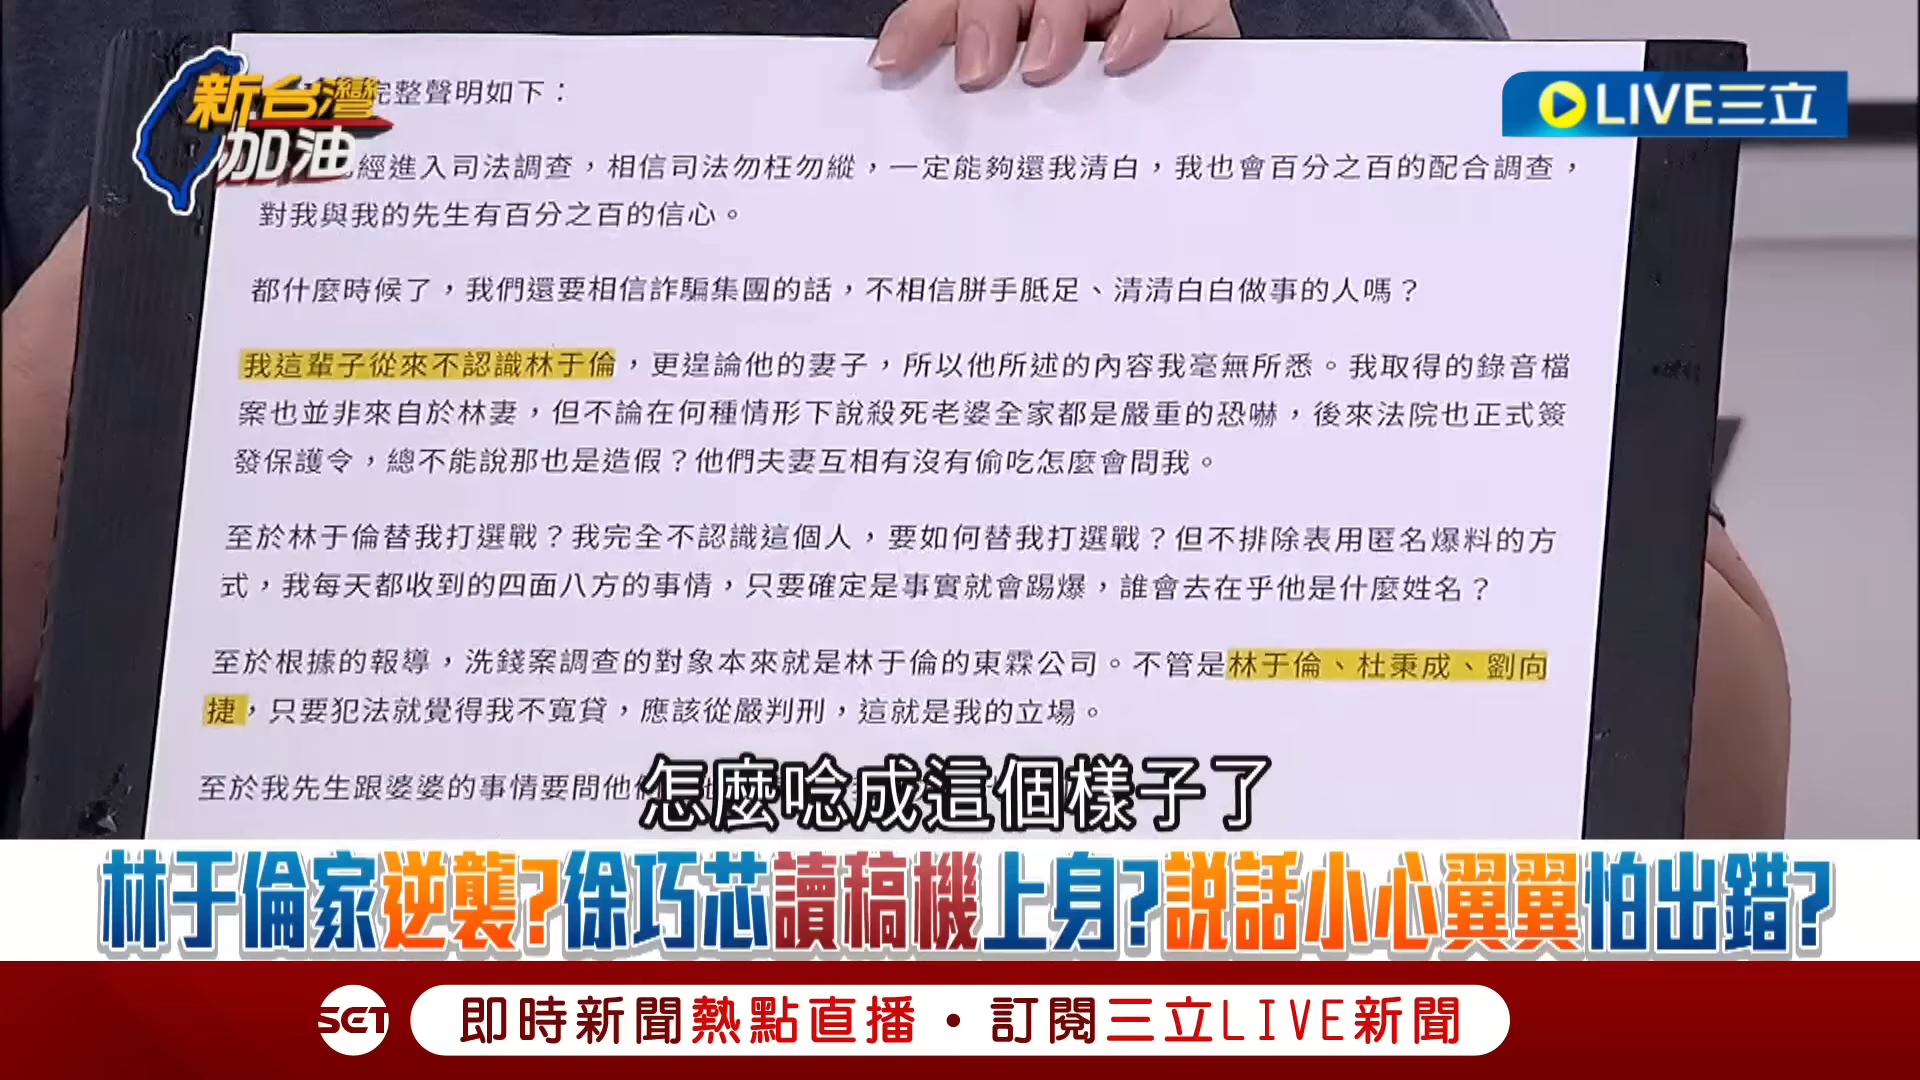 新台灣
加油
LIVE三立
完整聲明如下：
經進入司法調查，相信司法勿枉勿縱，一定能夠還我清白，我也會百分之百的配合調查，
對我與我的先生有百分之百的信心。
都什麼時候了，我們還要相信詐騙集團的話，不相信胼手胝足、清清白白做事的人嗎？
我這輩子從來不認識林于倫，更遑論他的妻子，所以他所述的內容我毫無所悉。我取得的錄音檔
案也並非來自於林妻，但不論在何種情形下說殺死老婆全家都是嚴重的恐嚇，後來法院也正式簽
發保護令，總不能說那也是造假？他們夫妻互相有沒有偷吃怎麼會問我。
至於林于倫替我打選戰？我完全不認識這個人，要如何替我打選戰？但不排除表用匿名爆料的方
式，我每天都收到的四面八方的事情，只要確定是事實就會踢爆，誰會去在乎他是什麼姓名？
至於根據的報導，洗錢案調查的對象本來就是林于倫的東霖公司。不管是林于倫、杜秉成、劉向
捷，只要犯法就覺得我不寬貸，應該從嚴判刑，這就是我的立場。
至於我先生跟婆婆的事情要問他們
怎麼唸成這個樣子了
林于倫家逆襲?徐巧芯讀稿機上身?說話小心翼翼怕出錯?
SET 即時新聞熱點直播・訂閱三立LIVE新聞